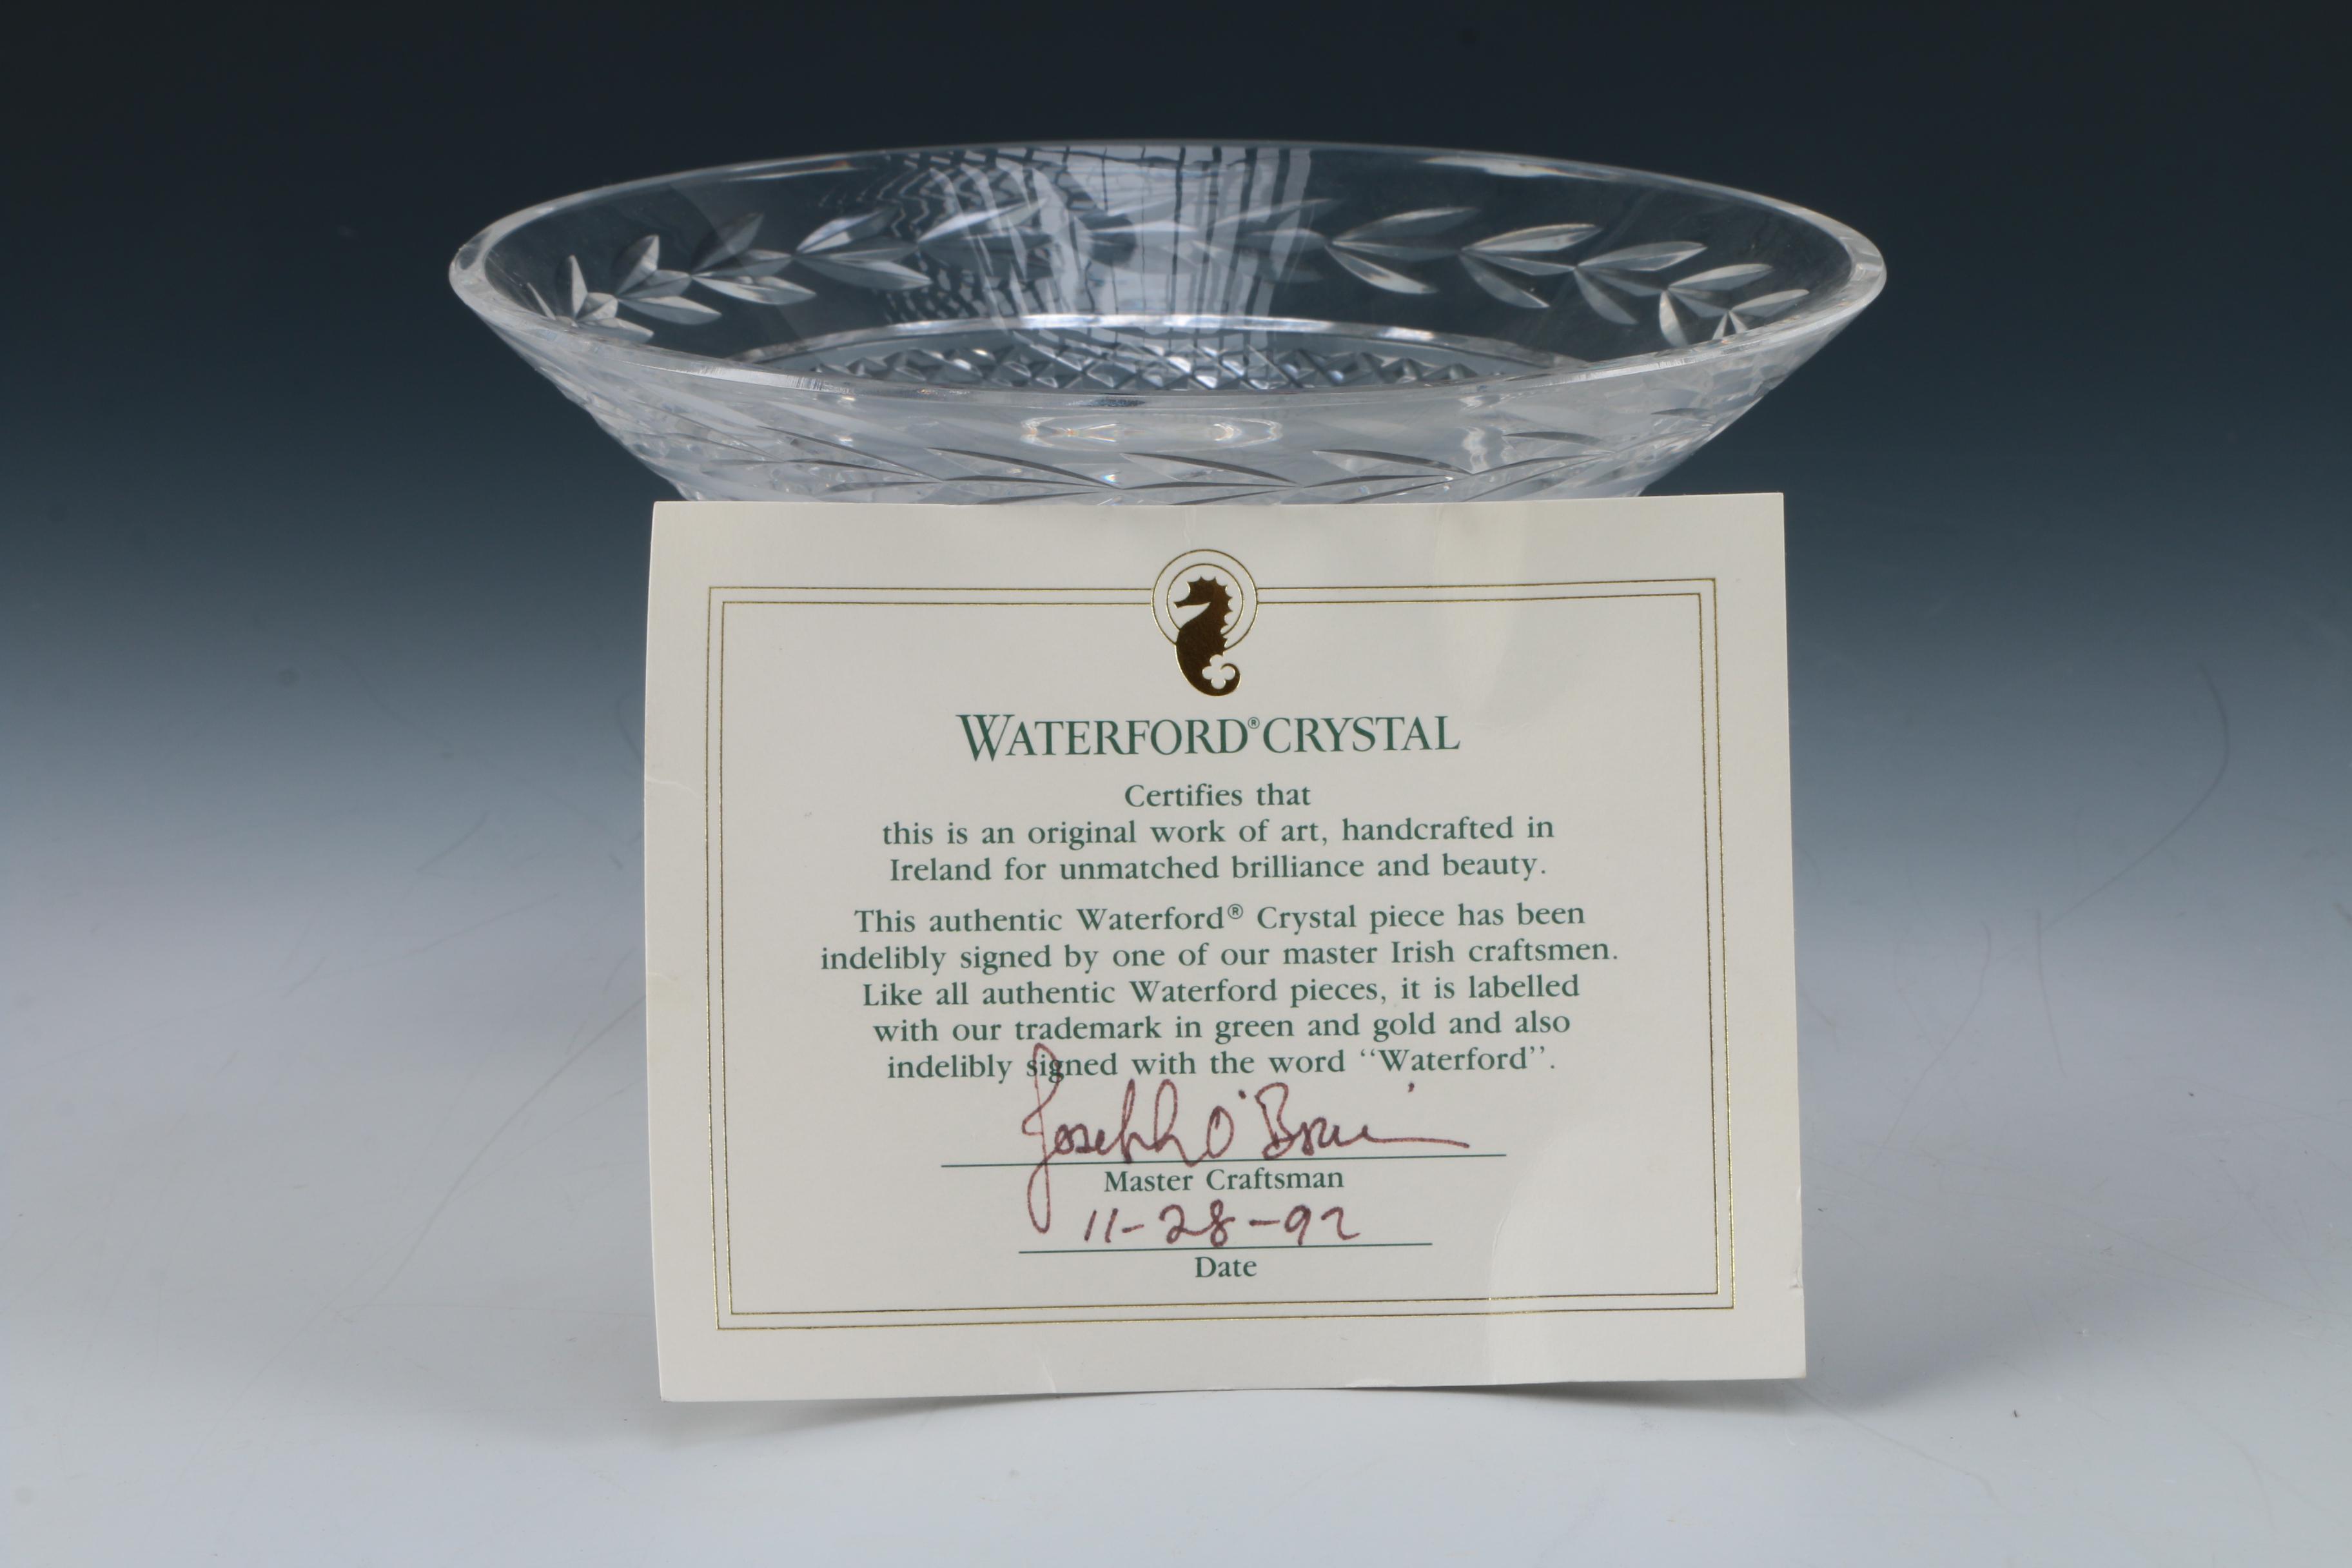 WATERFORD® CRYSTAL
Certifies that
this is an original work of art, handcrafted in
Ireland for unmatched brilliance and beauty.
This authentic Waterford® Crystal piece has been
indelibly signed by one of our master Irish craftsmen.
Like all authentic Waterford pieces, it is labelled
with our trademark in green and gold and also
indelibly signed with the word “Waterford”.
Joseph O'Brien
Master Craftsman
11-28-92
Date